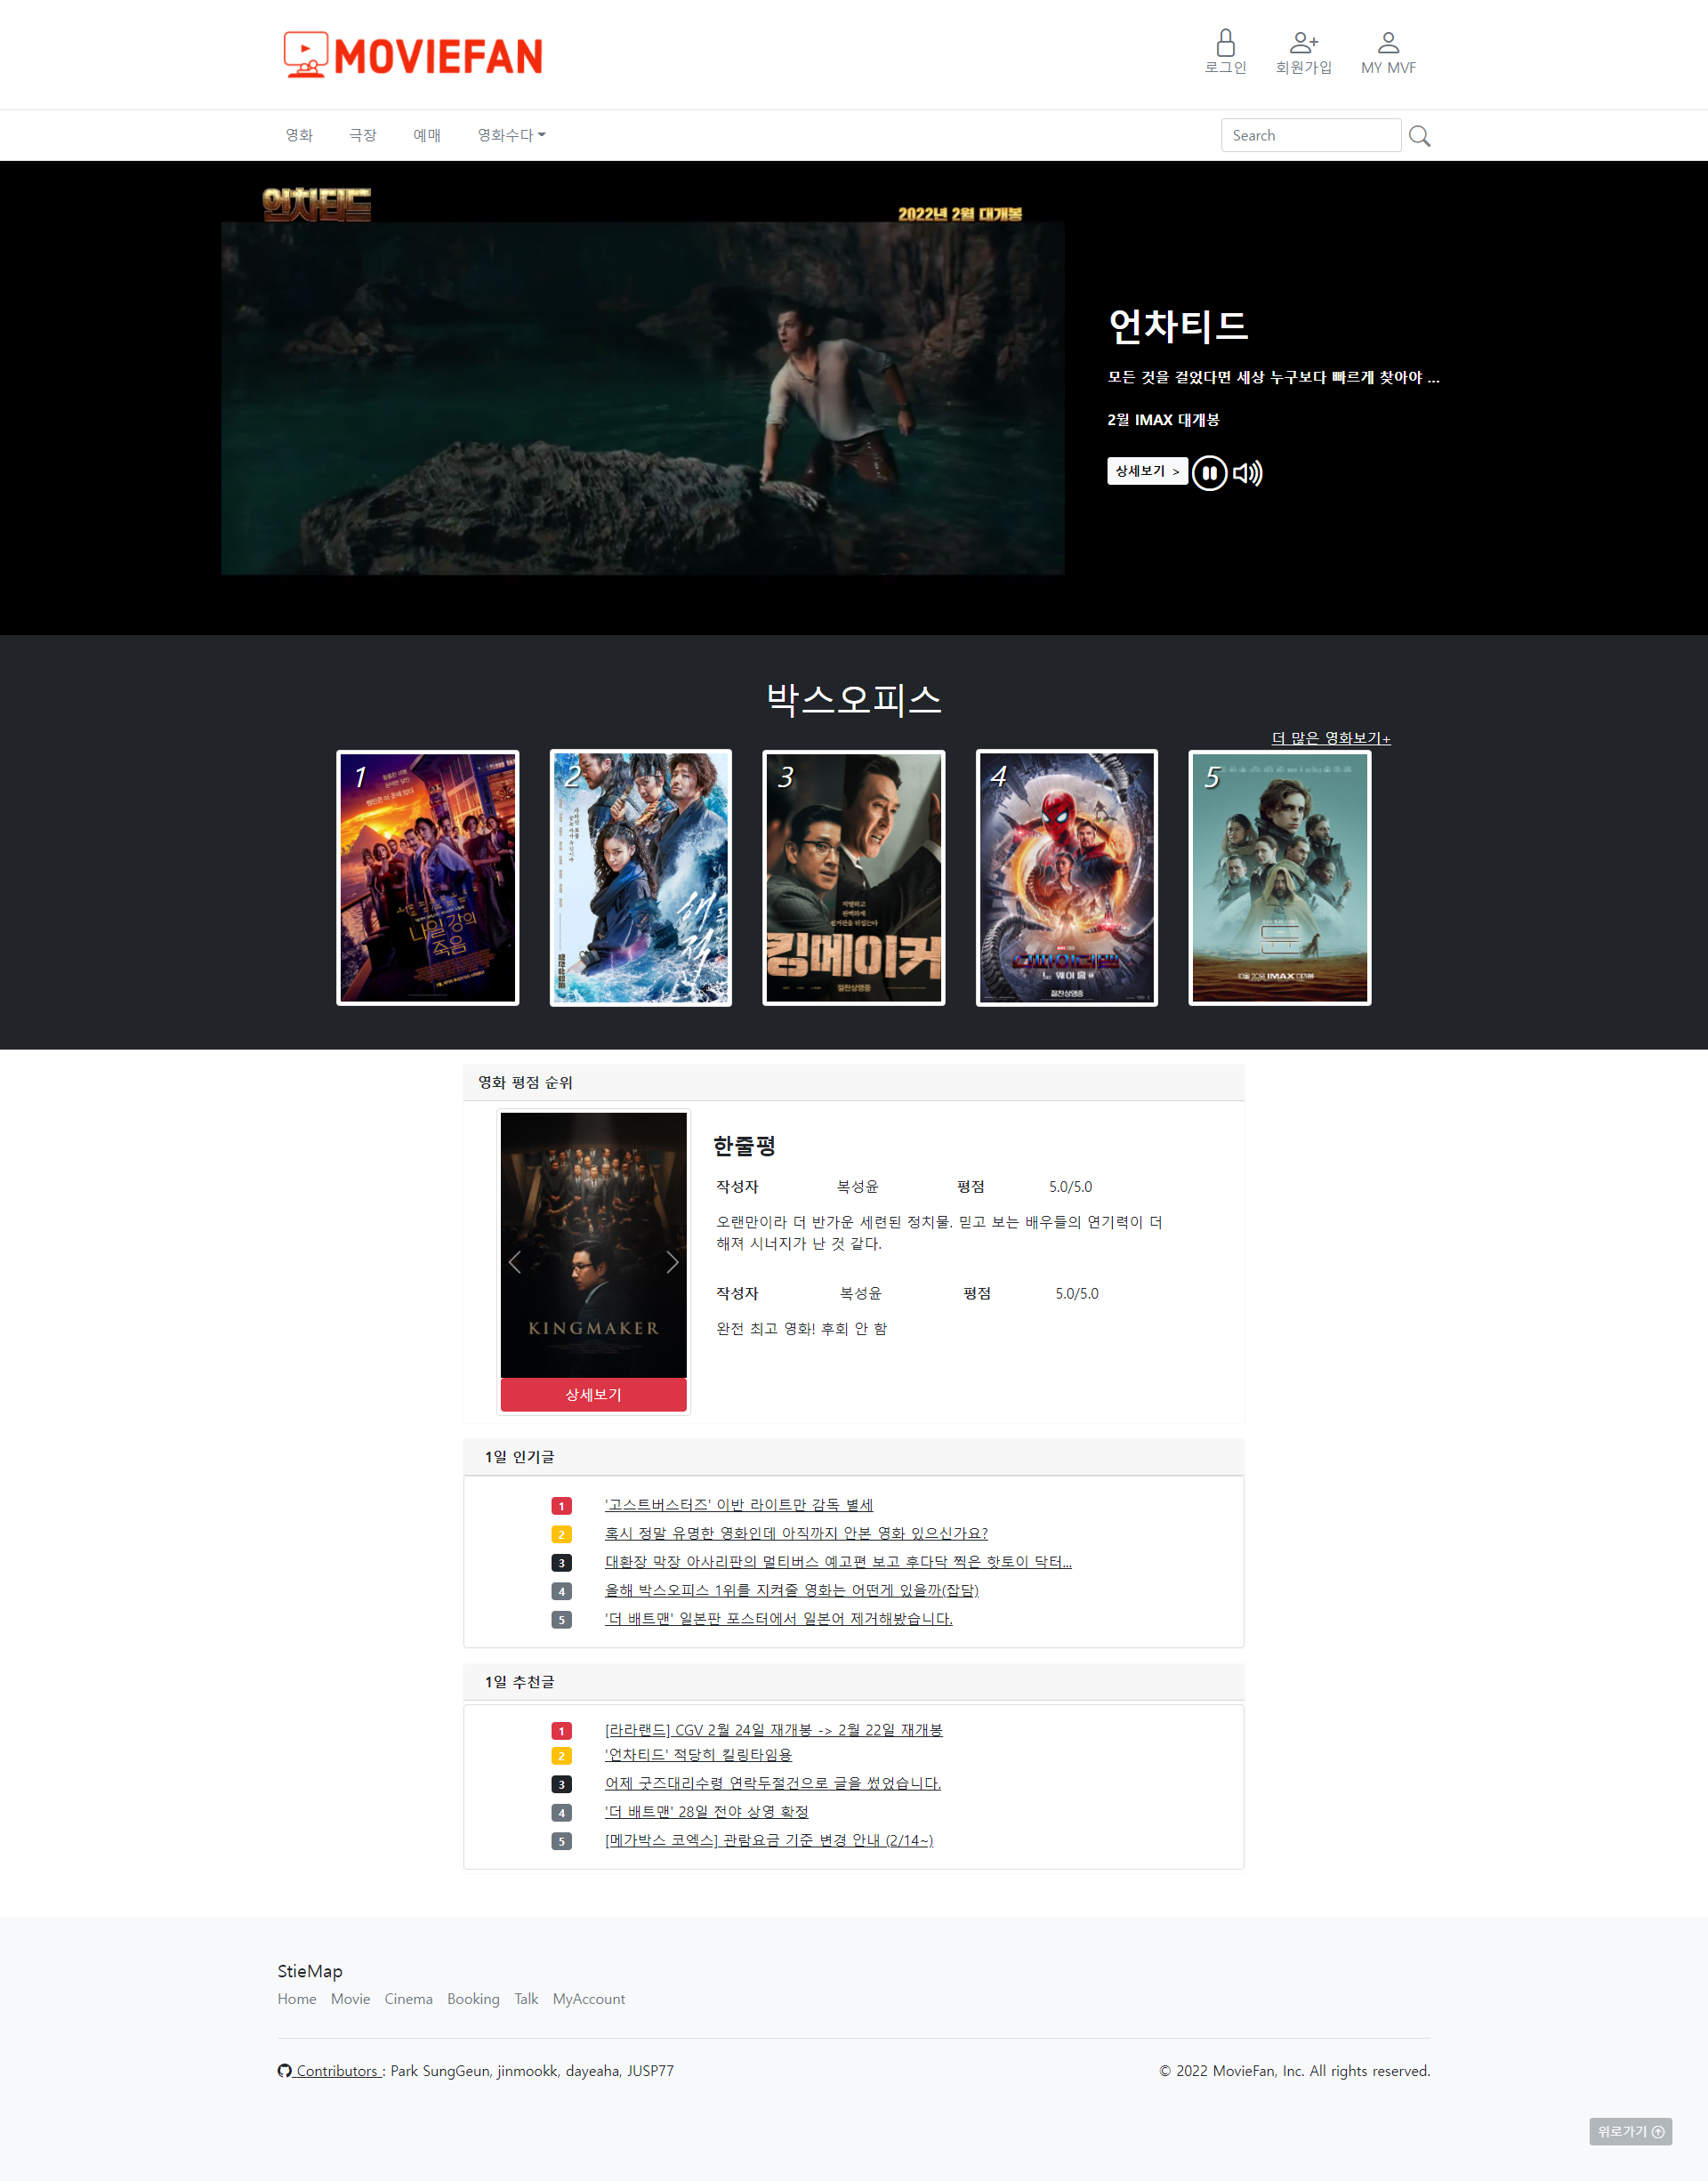 MOVIEFAN
로그인 회원가입 MY MVF
영화 극장 예매 영화수다
Search
언차티드
2022년 2월 대개봉
언차티드
모든 것을 걸었다면 세상 누구보다 빠르게 찾아야 ...
2월 IMAX 대개봉
상세보기 >
박스오피스
더 많은 영화보기+
1 2 3 4 5
나일 강의
죽음
해적
킹메이커
절찬상영중
웨이 홈
절찬상영중
듄
10월 20일 IMAX 대개봉
영화 평점 순위
KINGMAKER
상세보기
한줄평
작성자 복성윤 평점 5.0/5.0
오랜만이라 더 반가운 세련된 정치물. 믿고 보는 배우들의 연기력이 더
해져 시너지가 난 것 같다.
작성자 복성윤 평점 5.0/5.0
완전 최고 영화! 후회 안 함
1일 인기글
1 '고스트버스터즈' 이반 라이트만 감독 별세
2 혹시 정말 유명한 영화인데 아직까지 안본 영화 있으신가요?
3 대환장 막장 아사리판의 멀티버스 예고편 보고 후다닥 찍은 핫토이 닥터...
4 올해 박스오피스 1위를 지켜줄 영화는 어떤게 있을까(잡담)
5 '더 배트맨' 일본판 포스터에서 일본어 제거해봤습니다.
1일 추천글
1 [라라랜드] CGV 2월 24일 재개봉 -> 2월 22일 재개봉
2 '언차티드' 적당히 킬링타임용
3 어제 굿즈대리수령 연락두절건으로 글을 썼었습니다.
4 '더 배트맨' 28일 전야 상영 확정
5 [메가박스 코엑스] 관람요금 기준 변경 안내 (2/14~)
StieMap
Home Movie Cinema Booking Talk MyAccount
Contributors : Park SungGeun, jinmookk, dayeaha, JUSP77
© 2022 MovieFan, Inc. All rights reserved.
위로가기